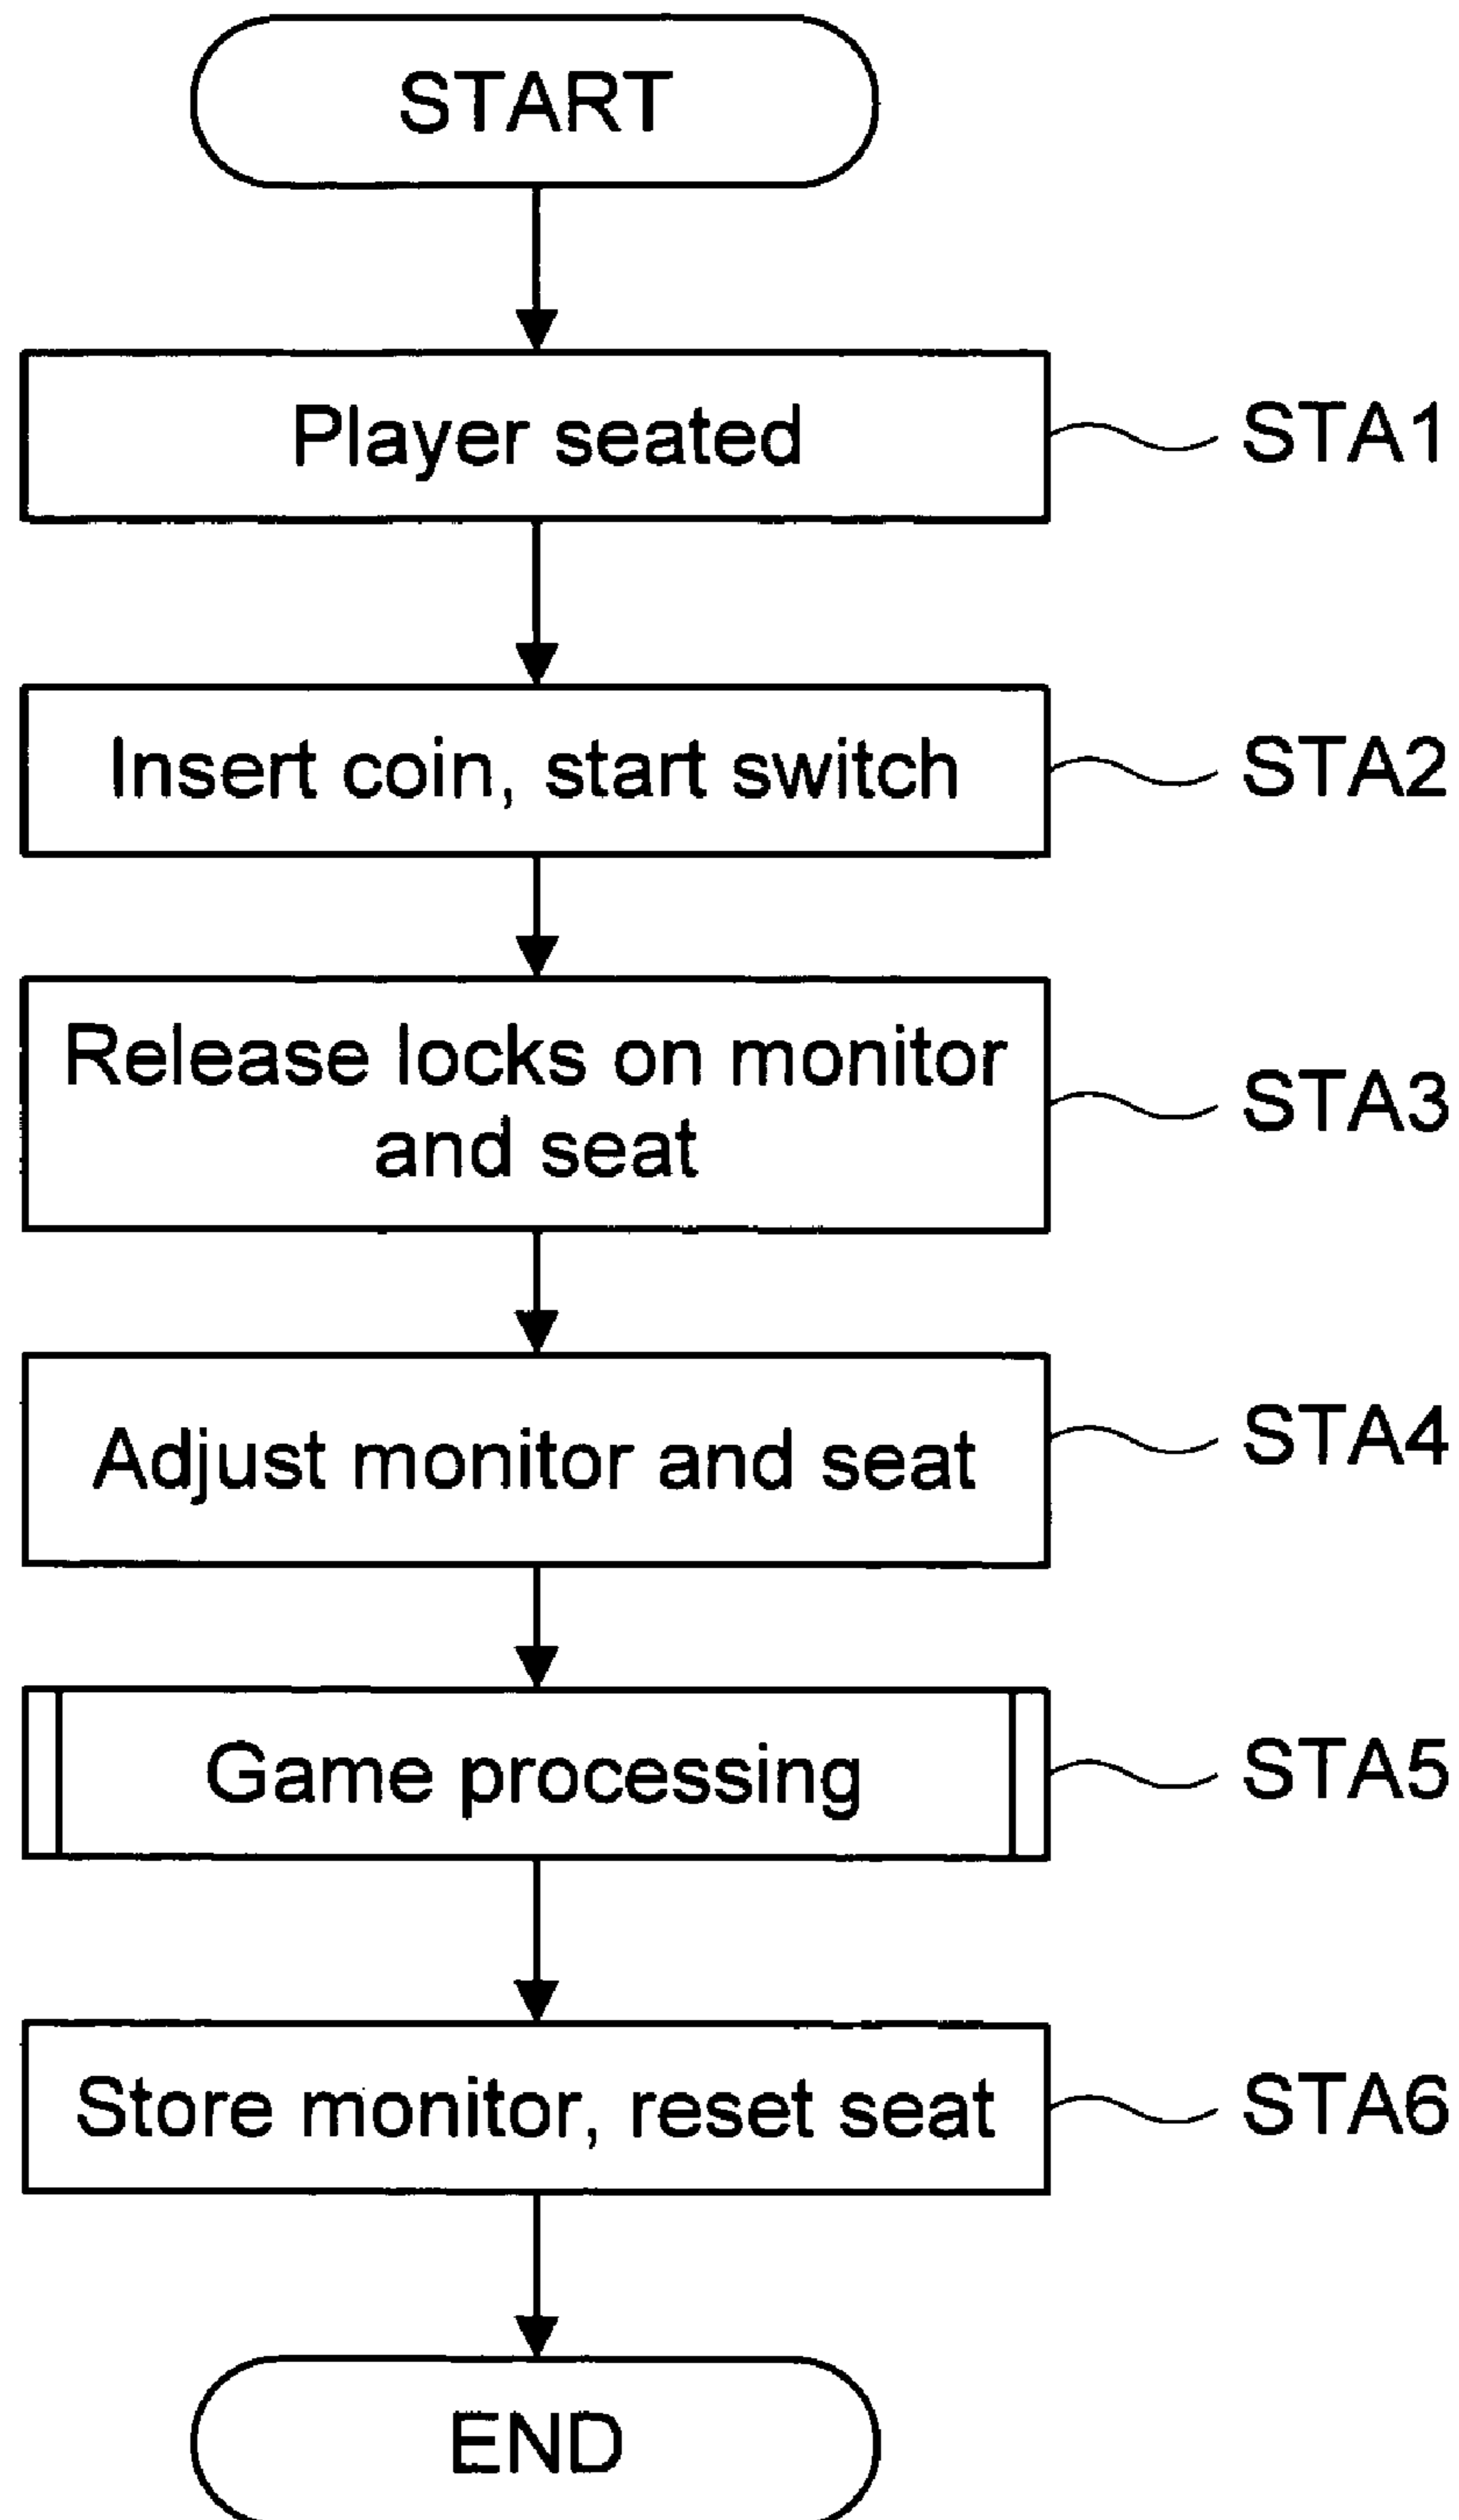 START
Player seated
STA1
Insert coin, start switch
STA2
Release locks on monitor
and seat
STA3
Adjust monitor and seat
STA4
Game processing
STA5
Store monitor, reset seat
STA6
END